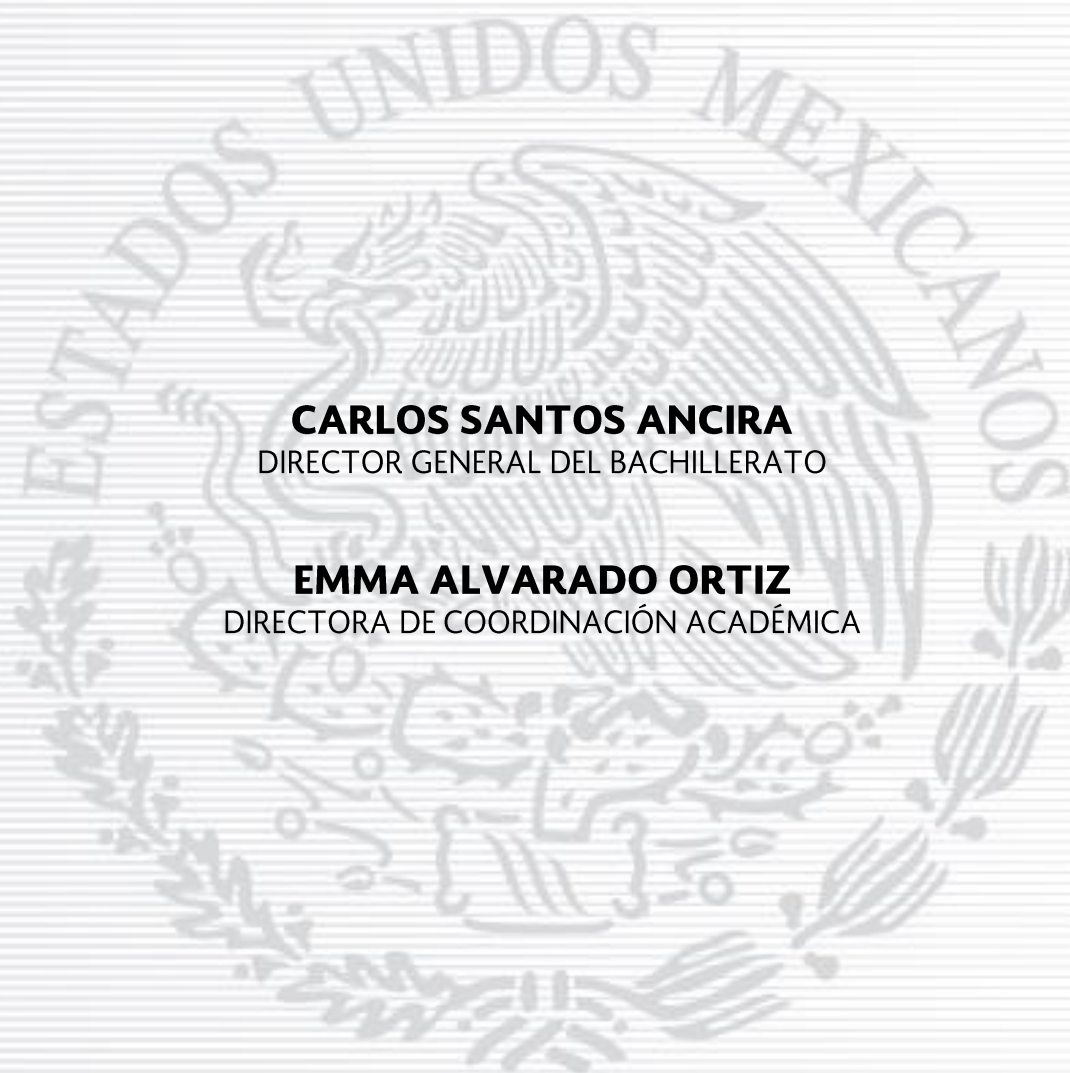 ESTADOS UNIDOS MEXICANOS
CARLOS SANTOS ANCIRA
DIRECTOR GENERAL DEL BACHILLERATO
EMMA ALVARADO ORTIZ
DIRECTORA DE COORDINACIÓN ACADÉMICA